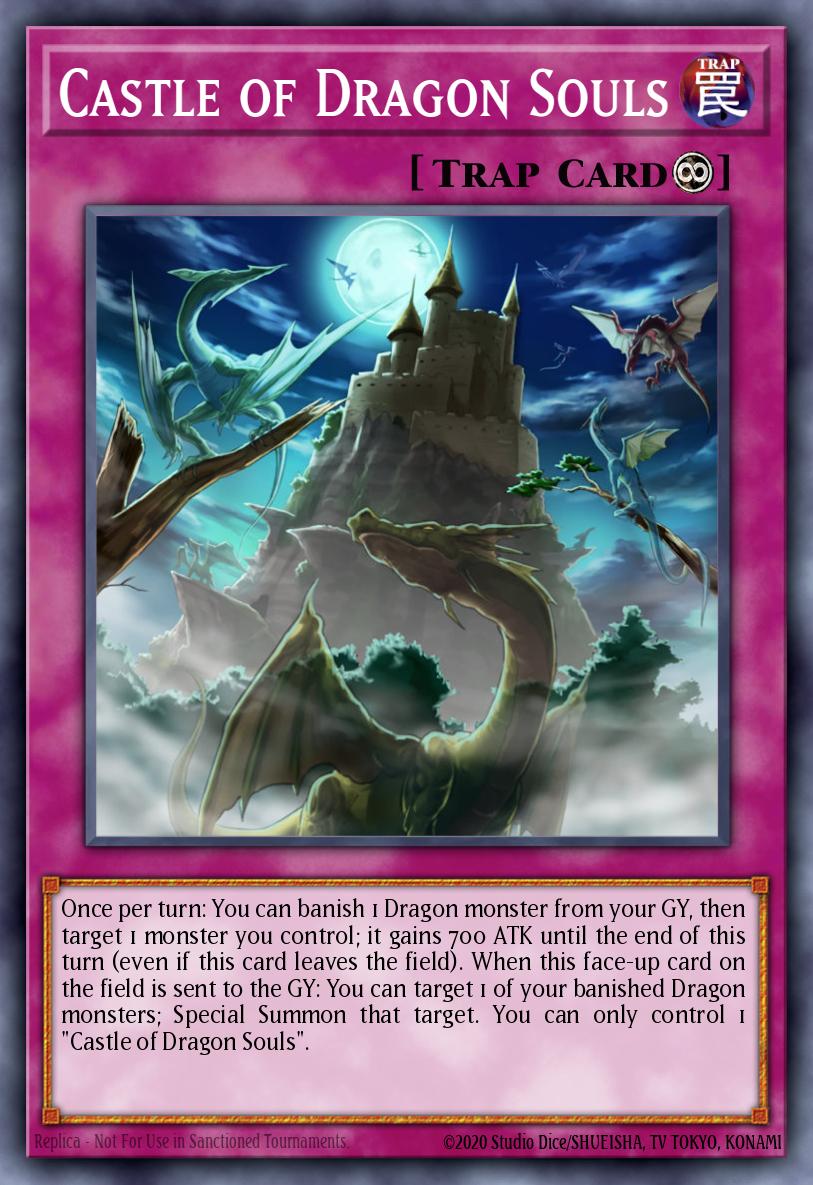 Castle of Dragon Souls
TRAP
罠
[ Trap Card ]
Once per turn: You can banish 1 Dragon monster from your GY, then
target 1 monster you control; it gains 700 ATK until the end of this
turn (even if this card leaves the field). When this face-up card on
the field is sent to the GY: You can target 1 of your banished Dragon
monsters; Special Summon that target. You can only control 1
"Castle of Dragon Souls".
Replica - Not For Use in Sanctioned Tournaments.
©2020 Studio Dice/SHUEISHA, TV TOKYO, KONAMI